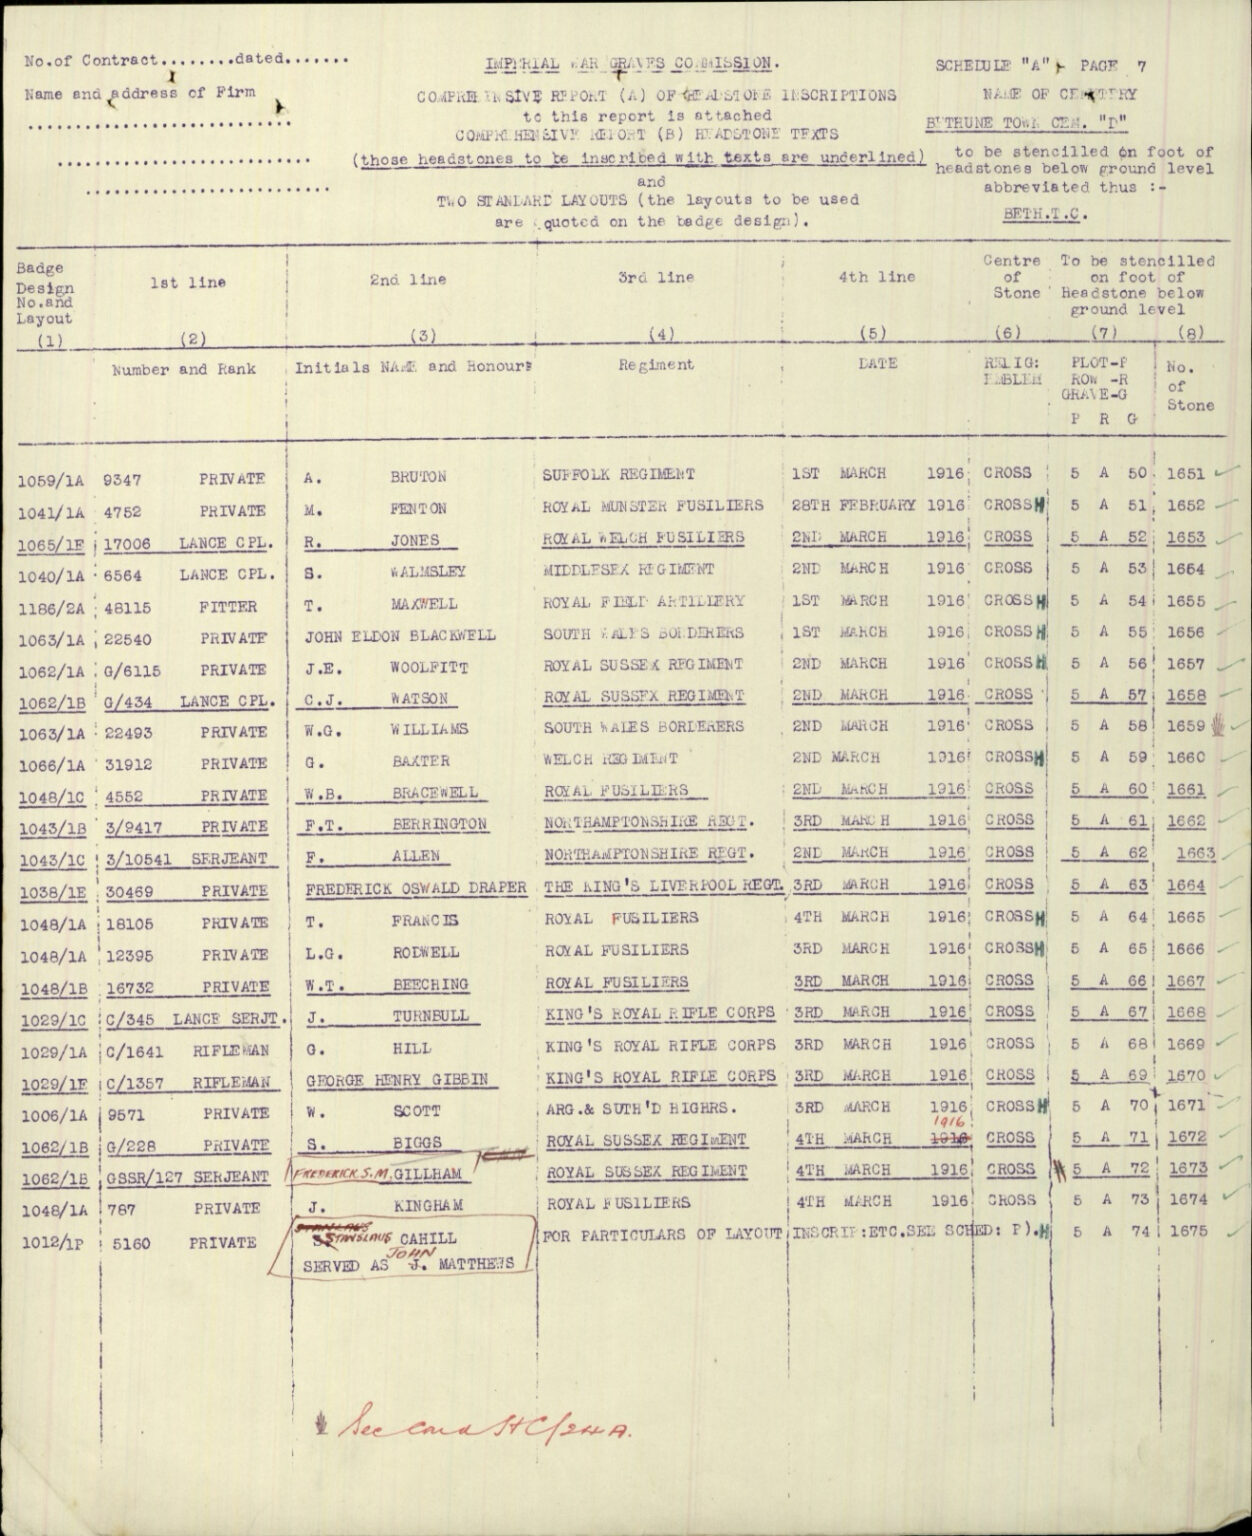 No.of Contract........dated.......
Name and address of Firm
IMPERIAL WAR GRAVES COMMISSION.
COMPREHENSIVE REPORT (A) OF HEADSTONE INSCRIPTIONS
to this report is attached
COMPREHENSIVE REPORT (B) HEADSTONE TEXTS
(those headstones to be inscribed with texts are underlined)
and
TWO STANDARD LAYOUTS (the layouts to be used
are quoted on the badge design).
SCHEDULE "A" PAGE 7
NAME OF CEMETERY
BETHUNE TOWN CEM. "D"
to be stencilled on foot of
headstones below ground level
abbreviated thus :-
BETH.T.C.
Badge Design No.and Layout (1)
1st line (2)
2nd line (3)
3rd line (4)
4th line (5)
Centre of Stone (6)
To be stencilled on foot of Headstone below ground level (7) (8)
Number and Rank
Initials NAME and Honours
Regiment
DATE
RELIG: EMBLEM
PLOT-P ROW -R GRAVE-G
P R G
No. of Stone
1059/1A 9347 PRIVATE A. BRUTON SUFFOLK REGIMENT 1ST MARCH 1916 CROSS 5 A 50 1651
1041/1A 4752 PRIVATE M. FENTON ROYAL MUNSTER FUSILIERS 28TH FEBRUARY 1916 CROSS H 5 A 51 1652
1065/1E 17006 LANCE CPL. R. JONES ROYAL WELCH FUSILIERS 2ND MARCH 1916 CROSS 5 A 52 1653
1040/1A 6564 LANCE CPL. S. WALMSLEY MIDDLESEX REGIMENT 2ND MARCH 1916 CROSS 5 A 53 1654
1186/2A 48115 FITTER T. MAXWELL ROYAL FIELD ARTILLERY 1ST MARCH 1916 CROSS H 5 A 54 1655
1063/1A 22540 PRIVATE JOHN ELDON BLACKWELL SOUTH WALES BORDERERS 1ST MARCH 1916 CROSS H 5 A 55 1656
1062/1A G/6115 PRIVATE J.E. WOOLFITT ROYAL SUSSEX REGIMENT 2ND MARCH 1916 CROSS H 5 A 56 1657
1062/1B G/434 LANCE CPL. C.J. WATSON ROYAL SUSSEX REGIMENT 2ND MARCH 1916 CROSS 5 A 57 1658
1063/1A 22493 PRIVATE W.G. WILLIAMS SOUTH WALES BORDERERS 2ND MARCH 1916 CROSS 5 A 58 1659
1066/1A 31912 PRIVATE G. BAXTER WELCH REGIMENT 2ND MARCH 1916 CROSS H 5 A 59 1660
1048/1C 4552 PRIVATE W.B. BRACEWELL ROYAL FUSILIERS 2ND MARCH 1916 CROSS 5 A 60 1661
1043/1B 3/9417 PRIVATE F.T. BERRINGTON NORTHAMPTONSHIRE REGT. 3RD MARCH 1916 CROSS 5 A 61 1662
1043/1C 3/10541 SERJEANT F. ALLEN NORTHAMPTONSHIRE REGT. 2ND MARCH 1916 CROSS 5 A 62 1663
1038/1E 30469 PRIVATE FREDERICK OSWALD DRAPER THE KING'S LIVERPOOL REGT. 3RD MARCH 1916 CROSS 5 A 63 1664
1048/1A 18105 PRIVATE T. FRANCIS ROYAL FUSILIERS 4TH MARCH 1916 CROSS H 5 A 64 1665
1048/1A 12395 PRIVATE L.G. RODWELL ROYAL FUSILIERS 3RD MARCH 1916 CROSS H 5 A 65 1666
1048/1B 16732 PRIVATE W.T. BEECHING ROYAL FUSILIERS 3RD MARCH 1916 CROSS 5 A 66 1667
1029/1C C/345 LANCE SERJT. J. TURNBULL KING'S ROYAL RIFLE CORPS 3RD MARCH 1916 CROSS 5 A 67 1668
1029/1A C/1641 RIFLEMAN G. HILL KING'S ROYAL RIFLE CORPS 3RD MARCH 1916 CROSS 5 A 68 1669
1029/1F C/1357 RIFLEMAN GEORGE HENRY GIBBIN KING'S ROYAL RIFLE CORPS 3RD MARCH 1916 CROSS 5 A 69 1670
1006/1A 9571 PRIVATE W. SCOTT ARG.& SUTH'D HIGHRS. 3RD MARCH 1916 CROSS H 5 A 70 1671
1916
1062/1B G/228 PRIVATE S. BIGGS ROYAL SUSSEX REGIMENT 4TH MARCH 1916 CROSS 5 A 71 1672
1062/1B GSSR/127 SERJEANT FREDERICK S.M. GILLHAM ROYAL SUSSEX REGIMENT 4TH MARCH 1916 CROSS 5 A 72 1673
1048/1A 787 PRIVATE J. KINGHAM ROYAL FUSILIERS 4TH MARCH 1916 CROSS 5 A 73 1674
STANSLAUS
1012/1P 5160 PRIVATE STANSLAUS CAHILL FOR PARTICULARS OF LAYOUT INSCRIP:ETC.SEE SCHED: P). H 5 A 74 1675
JOHN
SERVED AS J. MATTHEWS
See card H C/24A.